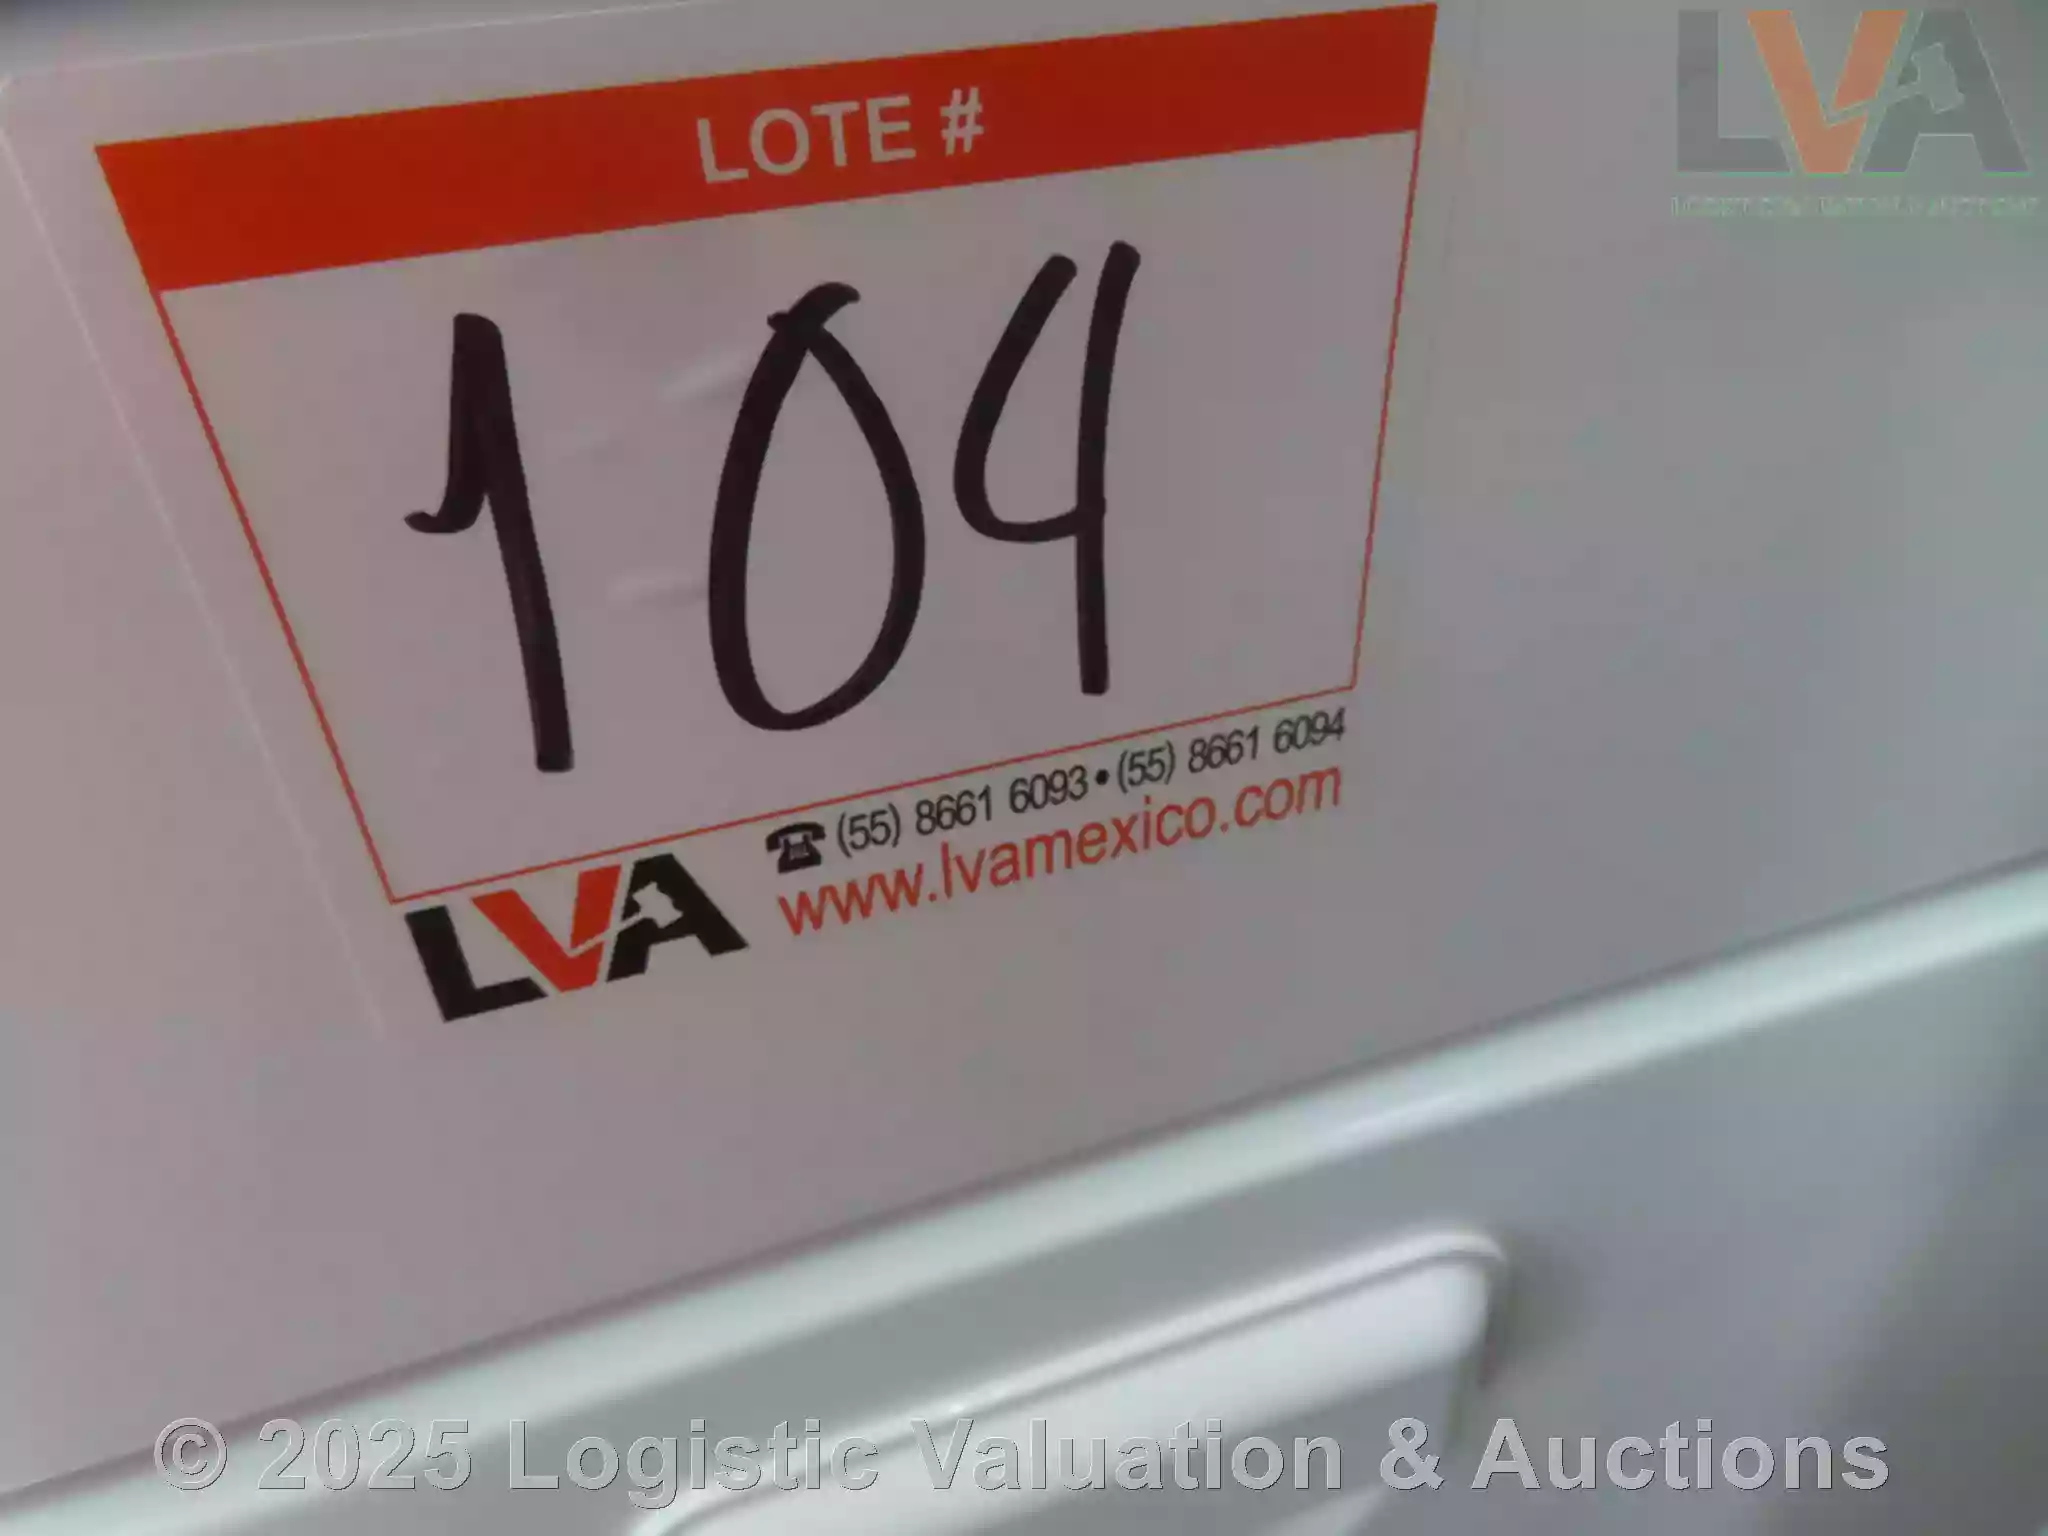 LVA
LOTE #
104
(55) 8661 6093 • (55) 8661 6094
www.lvamexico.com
LVA
© 2025 Logistic Valuation & Auctions